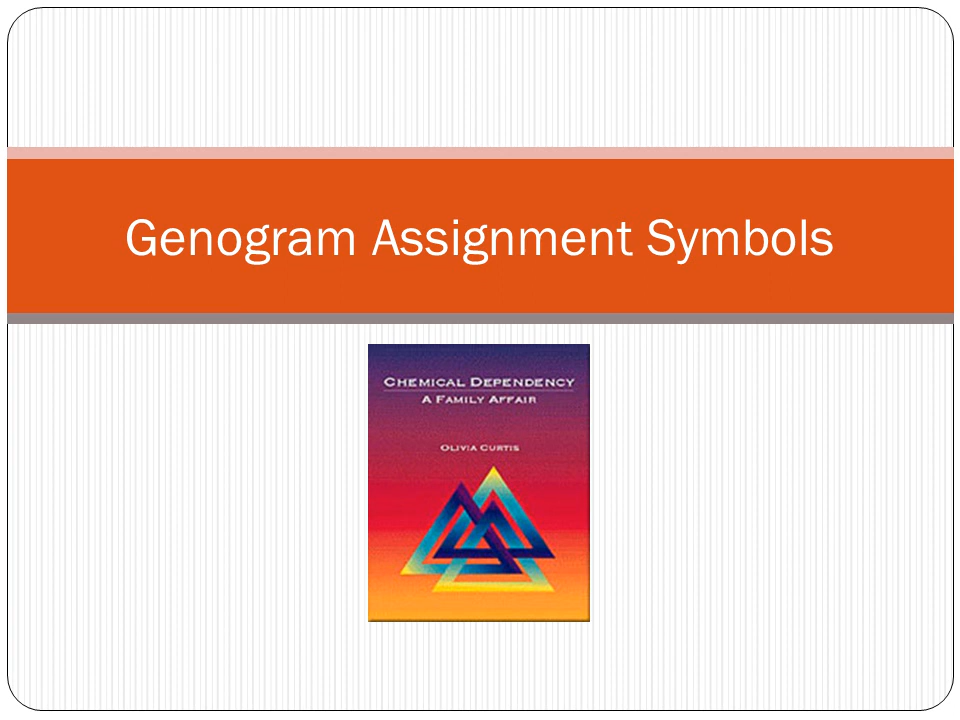 Genogram Assignment Symbols
CHEMICAL DEPENDENCY
A FAMILY AFFAIR
OLIVIA CURTIS